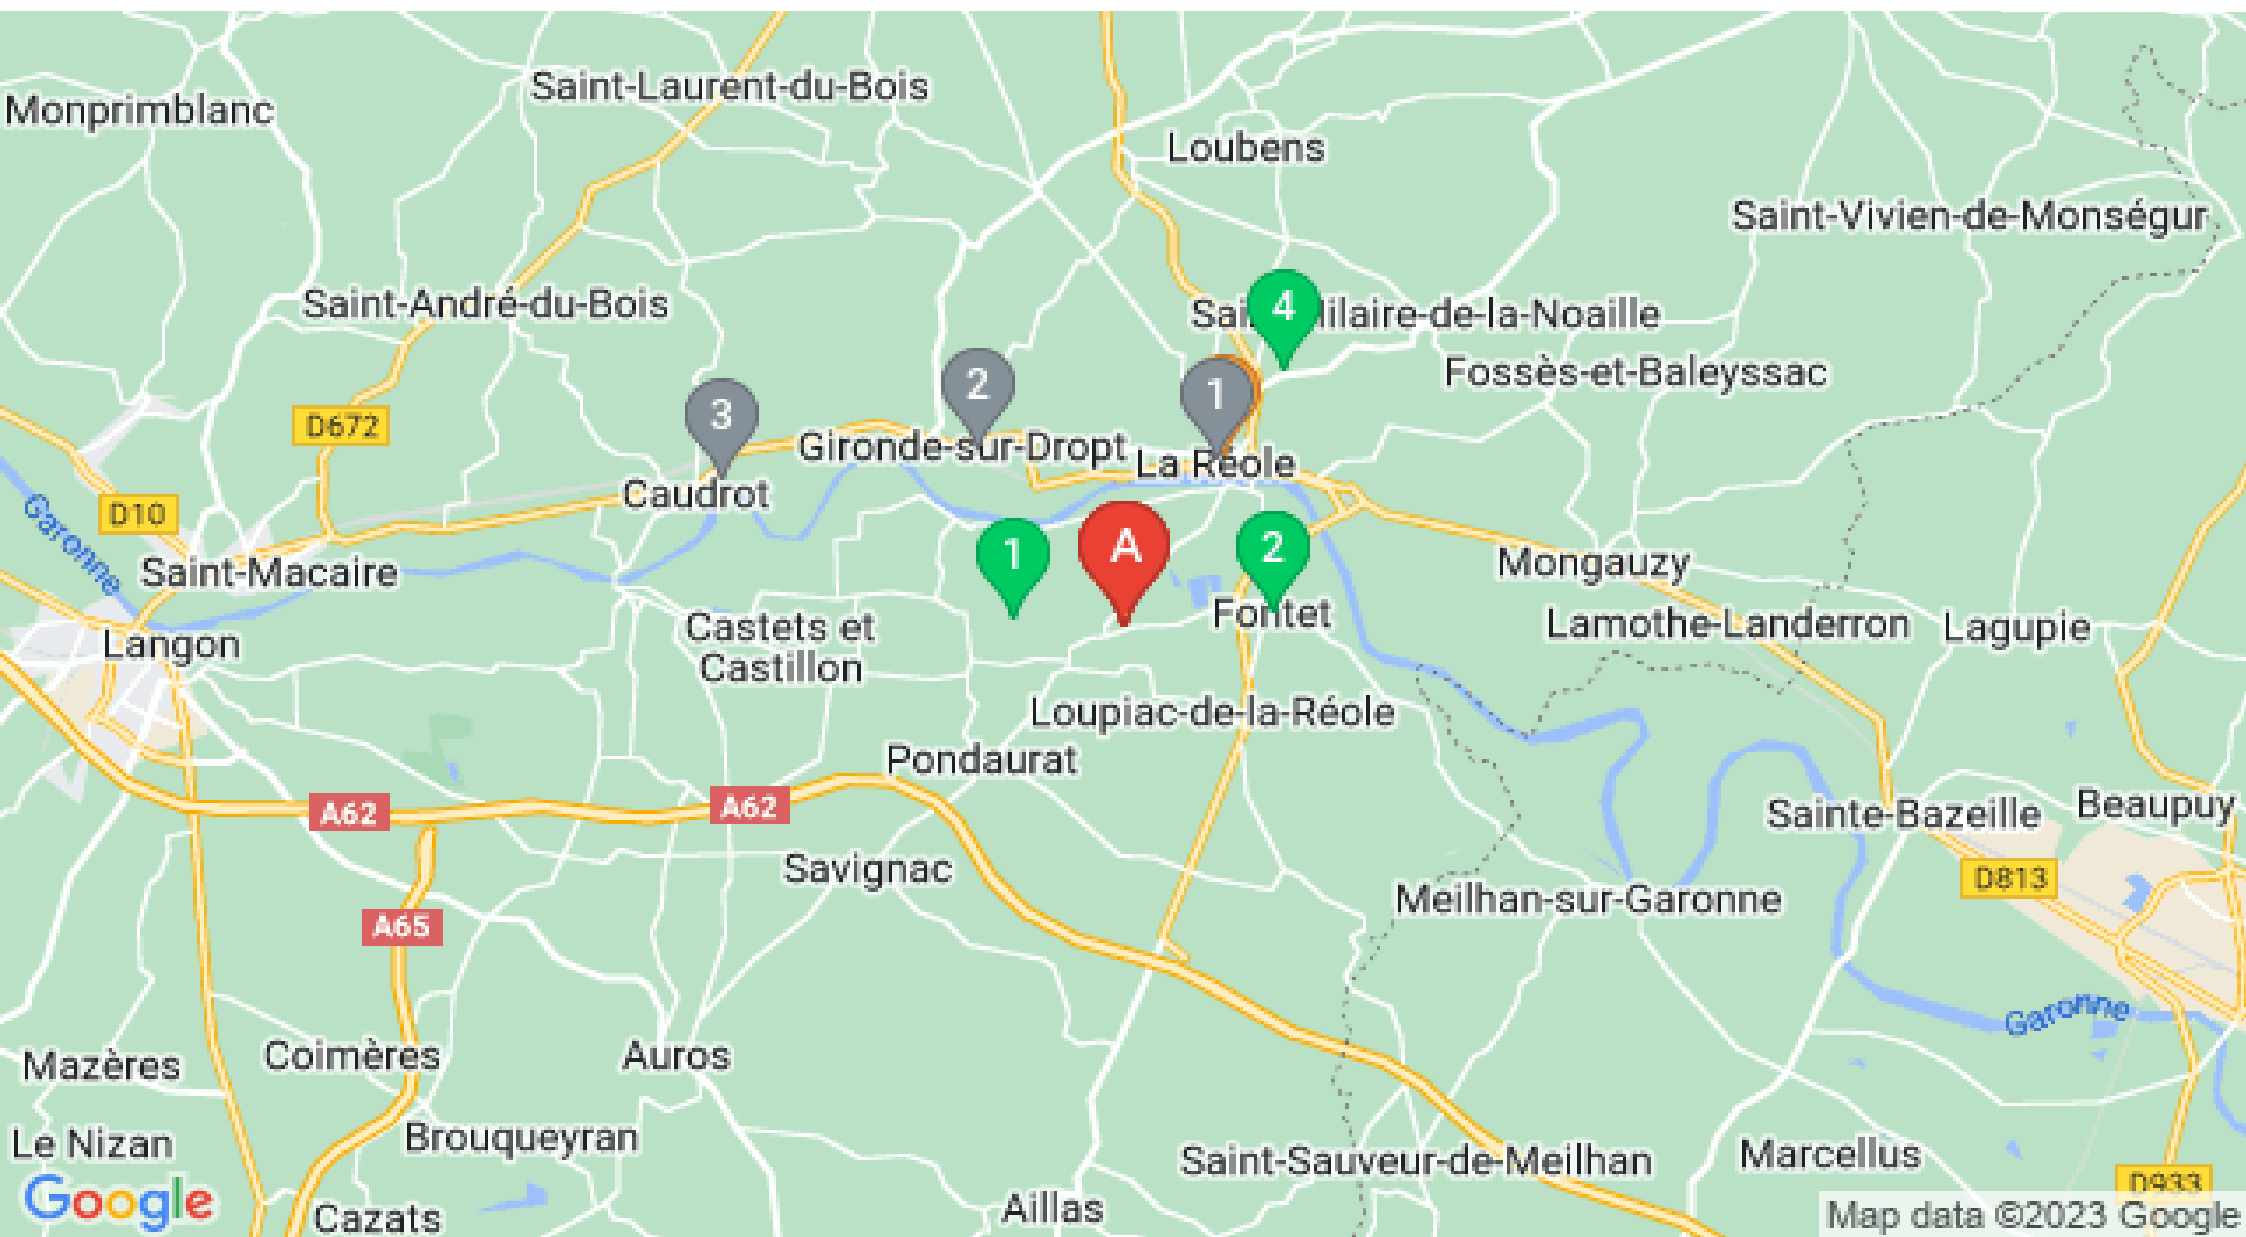 Saint-Laurent-du-Bois
Monprimblanc
Loubens
Saint-Vivien-de-Monségur
Saint-André-du-Bois
4
Sai
ilaire-de-la-Noaille
Fossès-et-Baleyssac
2
1
3
D672
Gironde-sur-Dropt
La Réole
Caudrot
D10
Garonne
1
A
2
Mongauzy
Saint-Macaire
Fontet
Lamothe-Landerron
Lagupie
Castets et
Castillon
Langon
Loupiac-de-la-Réole
Pondaurat
A62
A62
Sainte-Bazeille
Beaupuy
Savignac
D813
Meilhan-sur-Garonne
A65
Garonne
Mazères
Coimères
Auros
Le Nizan
Brouqueyran
Saint-Sauveur-de-Meilhan
Marcellus
D933
Google
Cazats
Aillas
Map data ©2023 Google